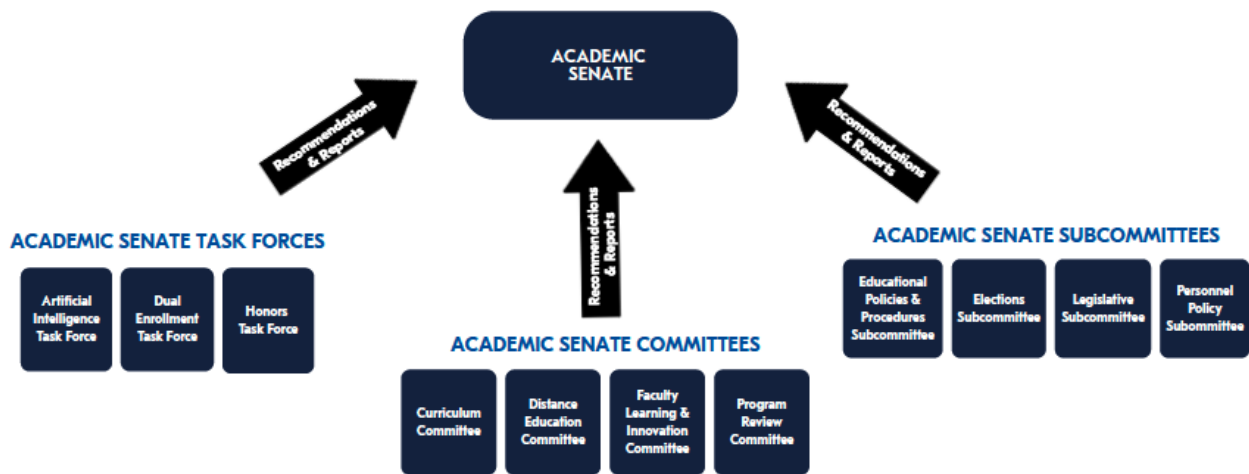 ACADEMIC
SENATE
Recommendations
& Reports
Recommendations
& Reports
Recommendations
& Reports
ACADEMIC SENATE TASK FORCES
Artificial
Intelligence
Task Force
Dual
Enrollment
Task Force
Honors
Task Force
ACADEMIC SENATE COMMITTEES
Curriculum
Committee
Distance
Education
Committee
Faculty
Learning &
Innovation
Committee
Program
Review
Committee
ACADEMIC SENATE SUBCOMMITTEES
Educational
Policies &
Procedures
Subcommittee
Elections
Subcommittee
Legislative
Subcommittee
Personnel
Policy
Subommittee